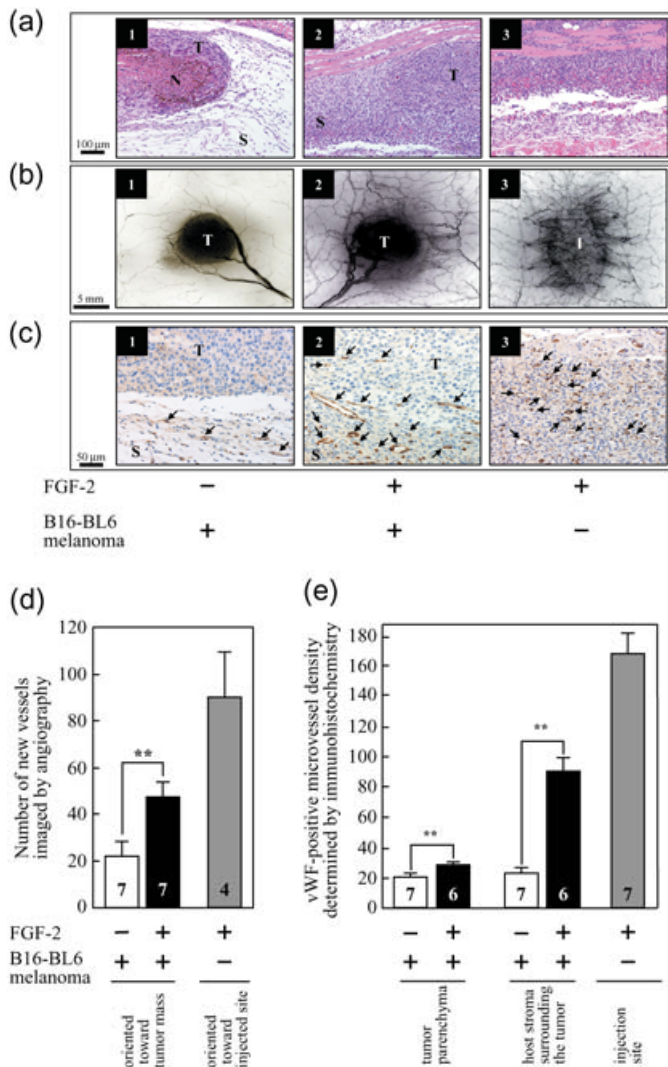 (a)
1
T
N
S
2
T
S
3
100 µm
(b)
1
T
2
T
3
I
5 mm
(c)
1
T
S
2
T
S
3
50 µm
FGF-2 − + +
B16-BL6 melanoma + + −
(d)
Number of new vessels
imaged by angiography
120
100
80
60
40
20
0
**
7
7
4
FGF-2 − + +
B16-BL6 melanoma + + −
oriented
toward
tumor mass
oriented
toward
injected site
(e)
vWF-positive microvessel density
determined by immunohistochemistry
180
160
140
120
100
80
60
40
20
0
**
**
7
6
7
6
7
− + − + +
+ + + + −
tumor
parenchyma
host stroma
surrounding
the tumor
injection
site